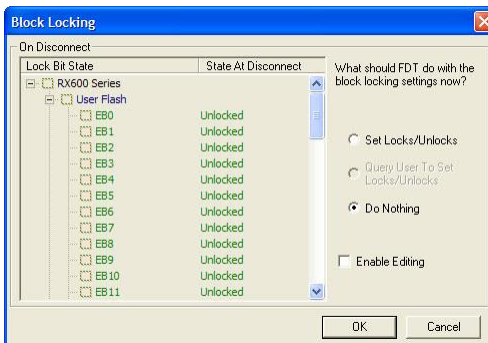 Block Locking
On Disconnect
Lock Bit State State At Disconnect
RX600 Series
User Flash
EB0 Unlocked
EB1 Unlocked
EB2 Unlocked
EB3 Unlocked
EB4 Unlocked
EB5 Unlocked
EB6 Unlocked
EB7 Unlocked
EB8 Unlocked
EB9 Unlocked
EB10 Unlocked
EB11 Unlocked
What should FDT do with the
block locking settings now?
Set Locks/Unlocks
Query User To Set
Locks/Unlocks
Do Nothing
Enable Editing
OK Cancel